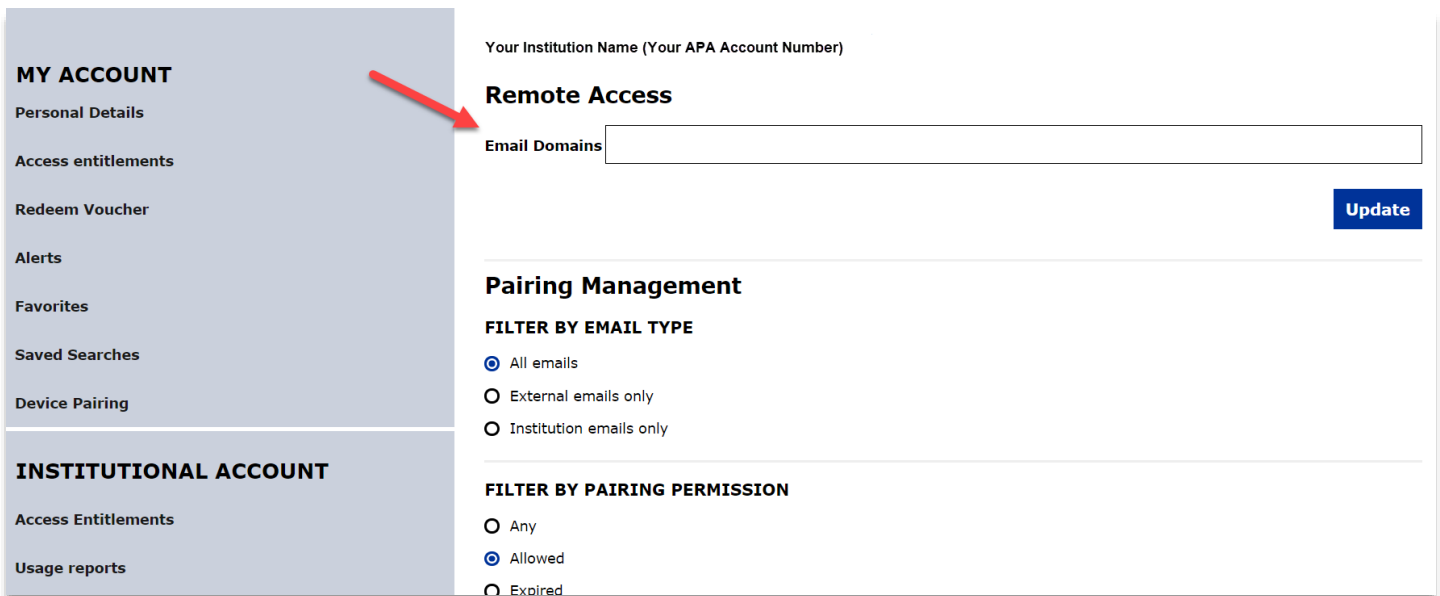 MY ACCOUNT
Personal Details
Access entitlements
Redeem Voucher
Alerts
Favorites
Saved Searches
Device Pairing
INSTITUTIONAL ACCOUNT
Access Entitlements
Usage reports
Your Institution Name (Your APA Account Number)
Remote Access
Email Domains
Update
Pairing Management
FILTER BY EMAIL TYPE
All emails
External emails only
Institution emails only
FILTER BY PAIRING PERMISSION
Any
Allowed
Expired